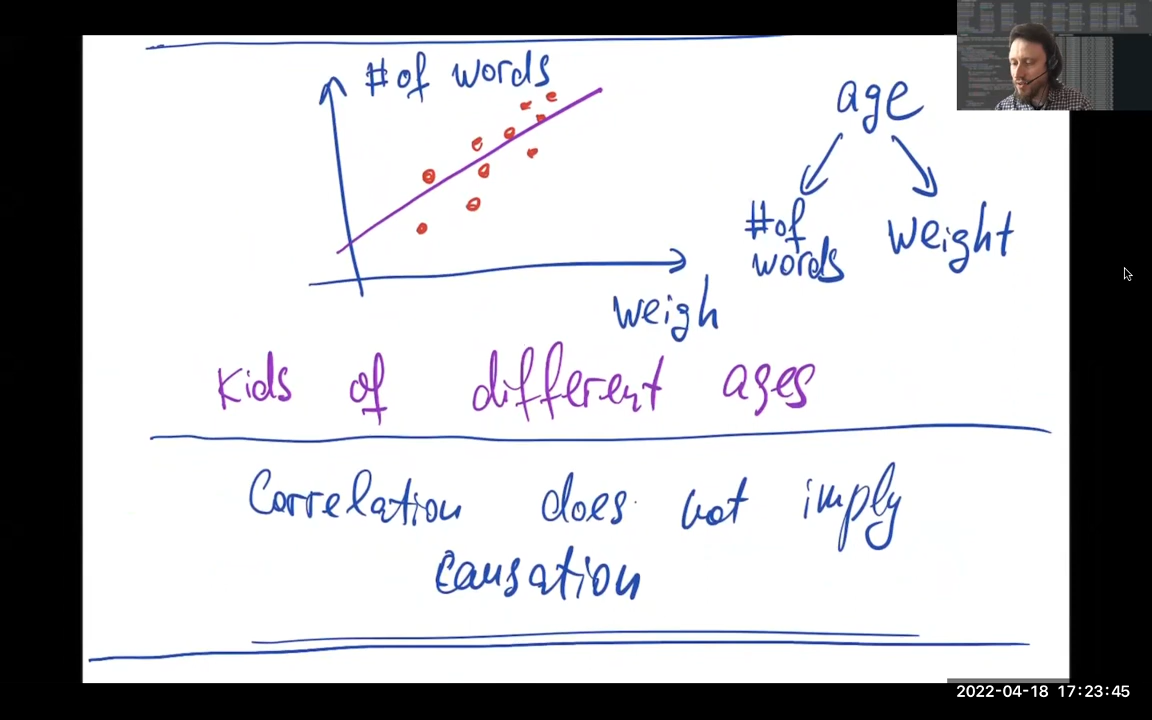 # of words
age
# of
words
weight
weigh
Kids of different ages
Correlation does not imply
causation
2022-04-18 17:23:45